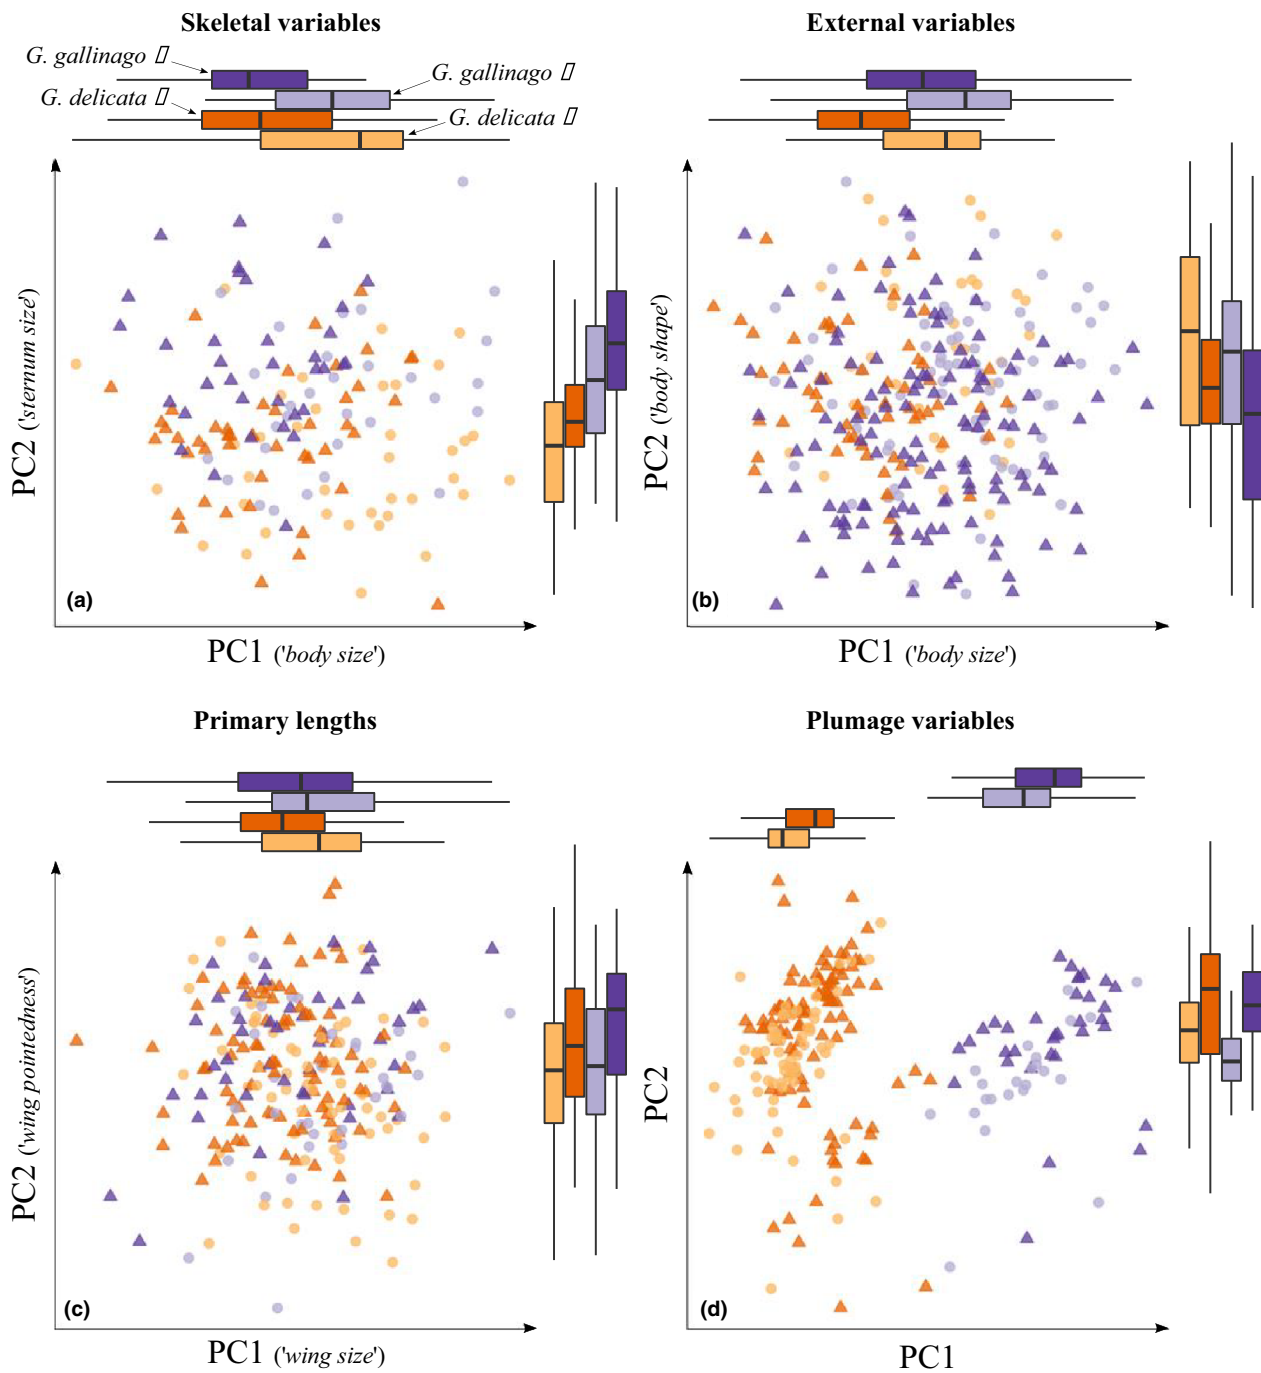 Skeletal variables
G. gallinago ▯
G. gallinago ▯
G. delicata ▯
G. delicata ▯
PC2 ('sternum size')
(a)
PC1 ('body size')
External variables
PC2 ('body shape')
(b)
PC1 ('body size')
Primary lengths
PC2 ('wing pointedness')
(c)
PC1 ('wing size')
Plumage variables
PC2
(d)
PC1